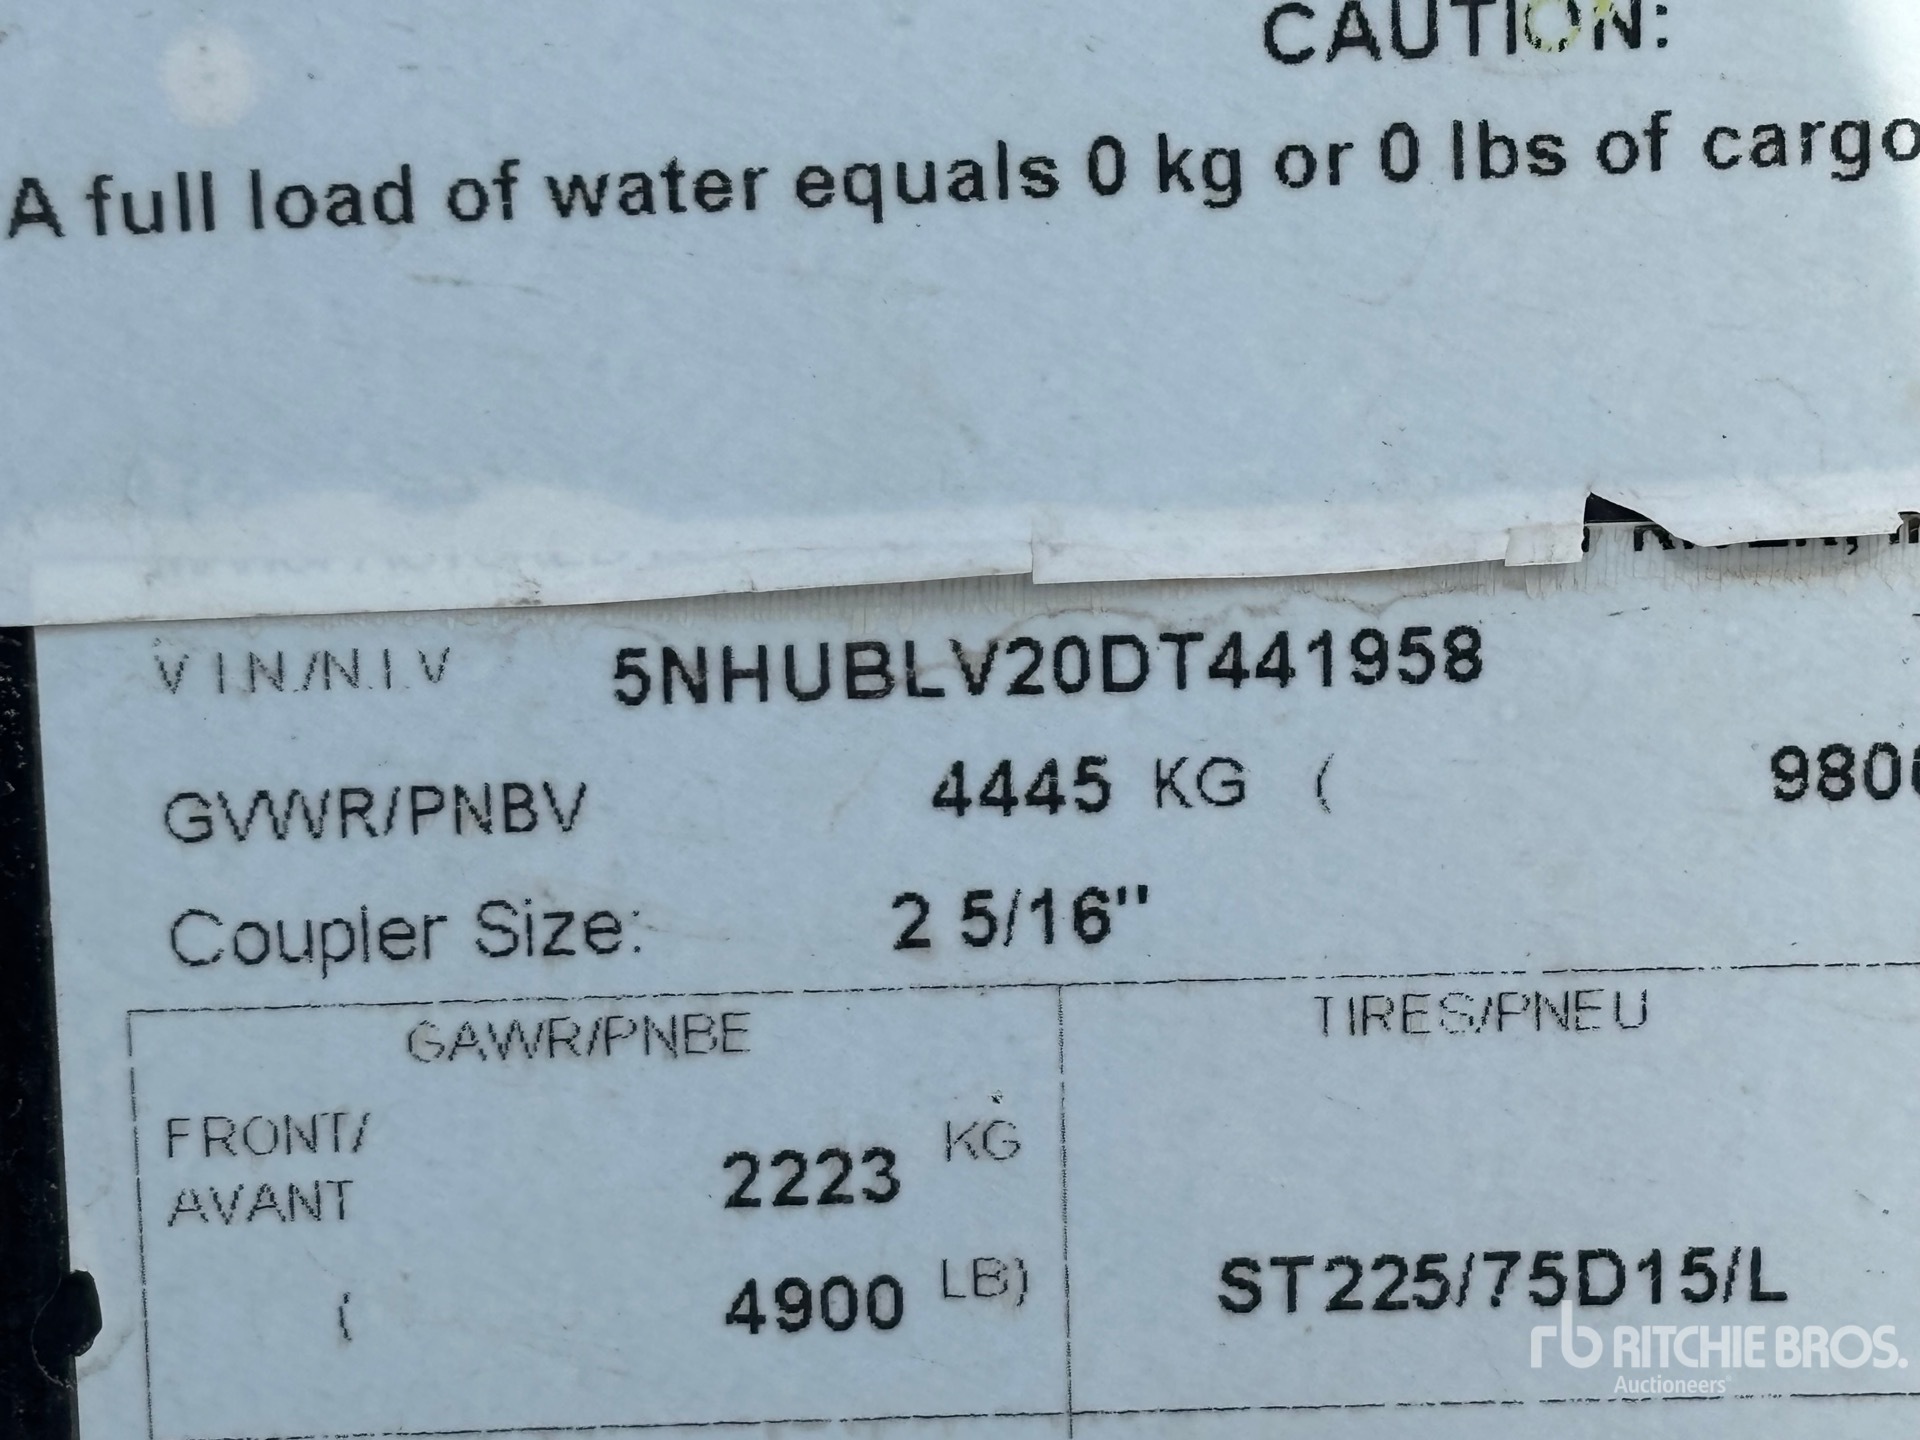 CAUTION:
A full load of water equals 0 kg or 0 lbs of cargo
V.I.N./N.I.V 5NHUBLV20DT441958
GVWR/PNBV 4445 KG ( 980
Coupler Size: 2 5/16"
GAWR/PNBE TIRES/PNEU
FRONT/
AVANT 2223 KG
( 4900 LB) ST225/75D15/L
rb RITCHIE BROS.
Auctioneers